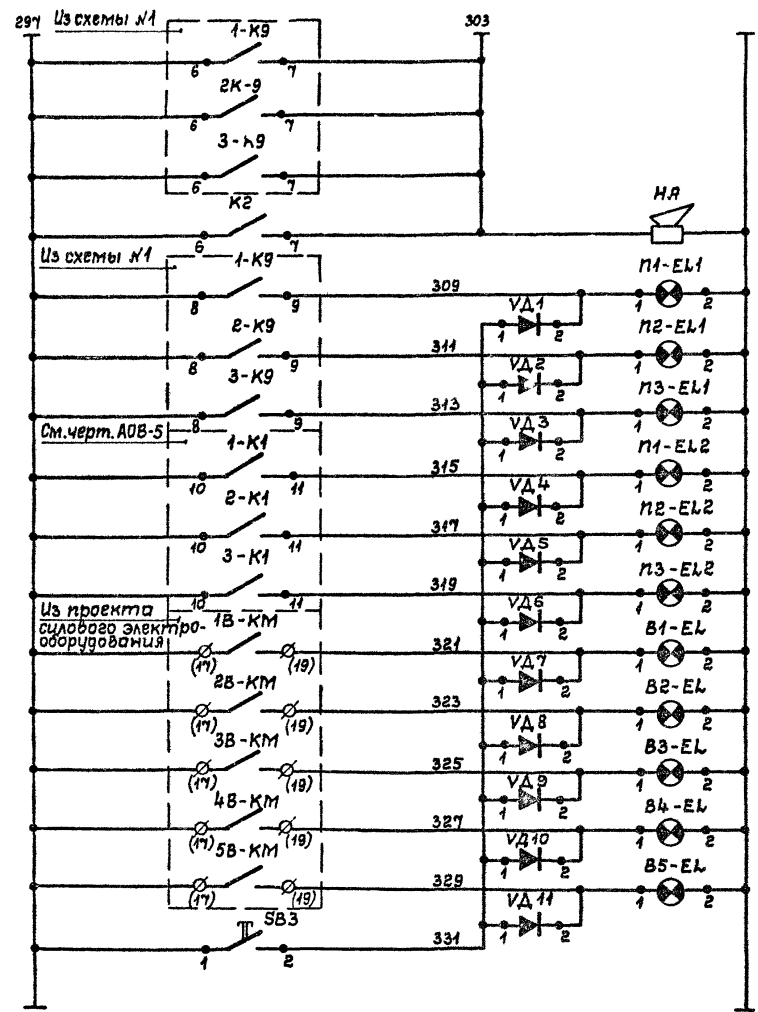 297 Из схемы №1 303
1-К9
6 7
2К-9
6 7
3-К9
6 7
К2 НА
6 7
Из схемы №1
1-К9 309 П1-EL1
8 9 1 2
VД1
1 2
2-К9 311 П2-EL1
8 9 1 2
VД2
1 2
3-К9 313 П3-EL1
8 9 1 2
См.черт. АОВ-5
VД3
1 2
1-К1 315 П1-EL2
10 11 1 2
VД4
1 2
2-К1 317 П2-EL2
10 11 1 2
VД5
1 2
3-К1 319 П3-EL2
10 11 1 2
Из проекта
силового электро-
оборудования
VД6
1 2
1В-КМ 321 В1-EL
(17) (19) 1 2
VД7
1 2
2В-КМ 323 В2-EL
(17) (19) 1 2
VД8
1 2
3В-КМ 325 В3-EL
(17) (19) 1 2
VД9
1 2
4В-КМ 327 В4-EL
(17) (19) 1 2
VД10
1 2
5В-КМ 329 В5-EL
(17) (19) 1 2
VД11
1 2
SB3 331
1 2